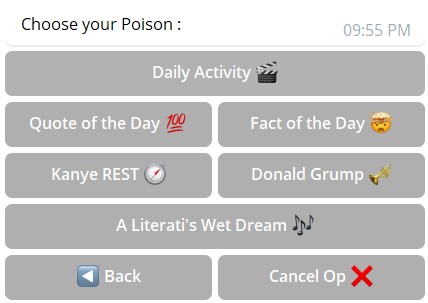 Choose your Poison :
09:55 PM
Daily Activity 🎬
Quote of the Day 💯
Fact of the Day 🤯
Kanye REST 🧭
Donald Grump 🎺
A Literati's Wet Dream 🎶
◀️ Back
Cancel Op ❌